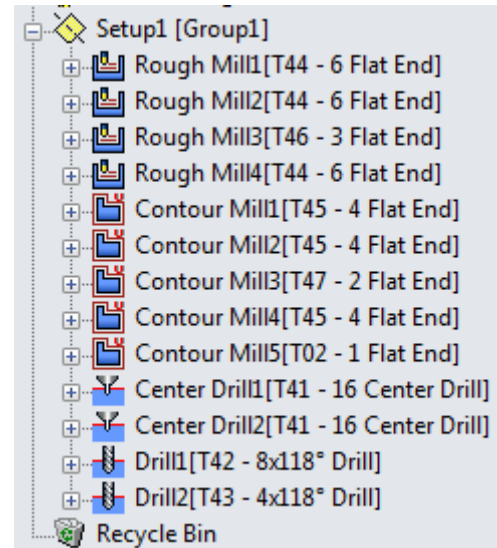 Setup1 [Group1]
Rough Mill1[T44 - 6 Flat End]
Rough Mill2[T44 - 6 Flat End]
Rough Mill3[T46 - 3 Flat End]
Rough Mill4[T44 - 6 Flat End]
Contour Mill1[T45 - 4 Flat End]
Contour Mill2[T45 - 4 Flat End]
Contour Mill3[T47 - 2 Flat End]
Contour Mill4[T45 - 4 Flat End]
Contour Mill5[T02 - 1 Flat End]
Center Drill1[T41 - 16 Center Drill]
Center Drill2[T41 - 16 Center Drill]
Drill1[T42 - 8x118° Drill]
Drill2[T43 - 4x118° Drill]
Recycle Bin